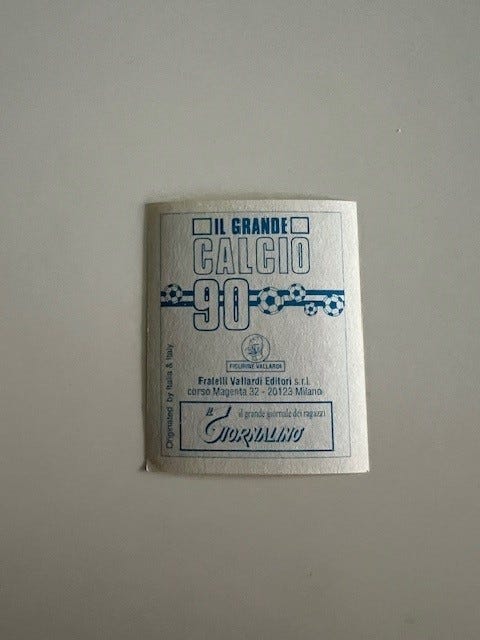 IL GRANDE
CALCIO
90
FIGURINE VALLARDI
Fratelli Vallardi Editori s.r.l.
corso Magenta 32 - 20123 Milano
il grande giornale dei ragazzi
IL GIORNALINO
Originated by Italia & Italy